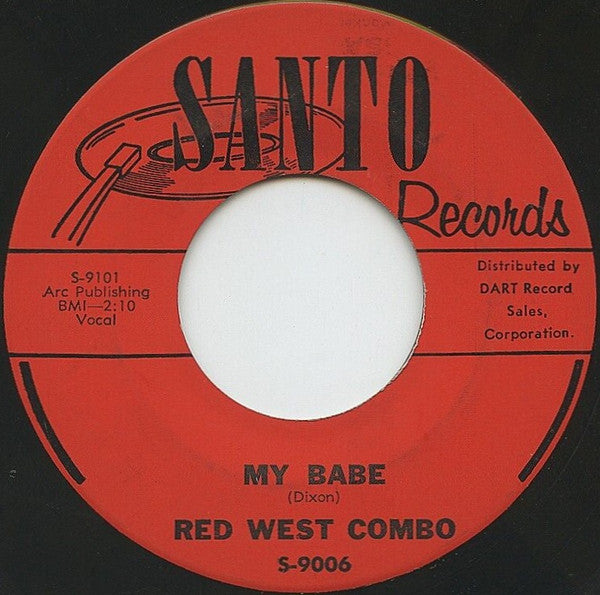 SANTO
Records
S-9101
Arc Publishing
BMI—2:10
Vocal
Distributed by
DART Record
Sales,
Corporation.
MY BABE
(Dixon)
RED WEST COMBO
S-9006